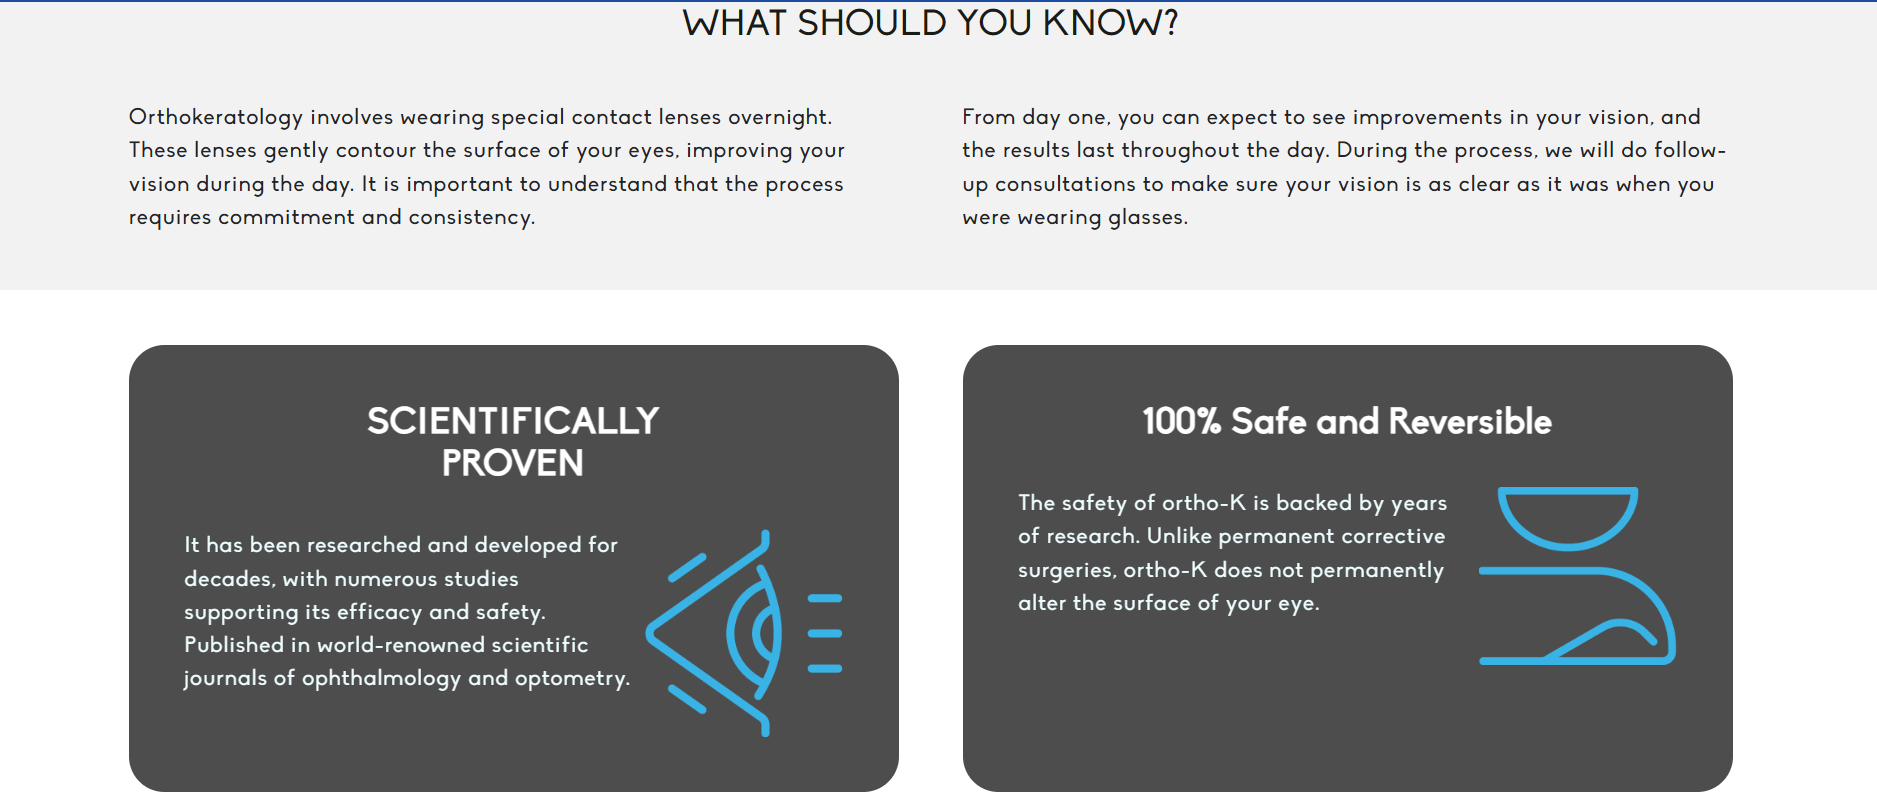 WHAT SHOULD YOU KNOW?
Orthokeratology involves wearing special contact lenses overnight.
These lenses gently contour the surface of your eyes, improving your
vision during the day. It is important to understand that the process
requires commitment and consistency.
From day one, you can expect to see improvements in your vision, and
the results last throughout the day. During the process, we will do follow-
up consultations to make sure your vision is as clear as it was when you
were wearing glasses.
SCIENTIFICALLY
PROVEN
It has been researched and developed for
decades, with numerous studies
supporting its efficacy and safety.
Published in world-renowned scientific
journals of ophthalmology and optometry.
100% Safe and Reversible
The safety of ortho-K is backed by years
of research. Unlike permanent corrective
surgeries, ortho-K does not permanently
alter the surface of your eye.